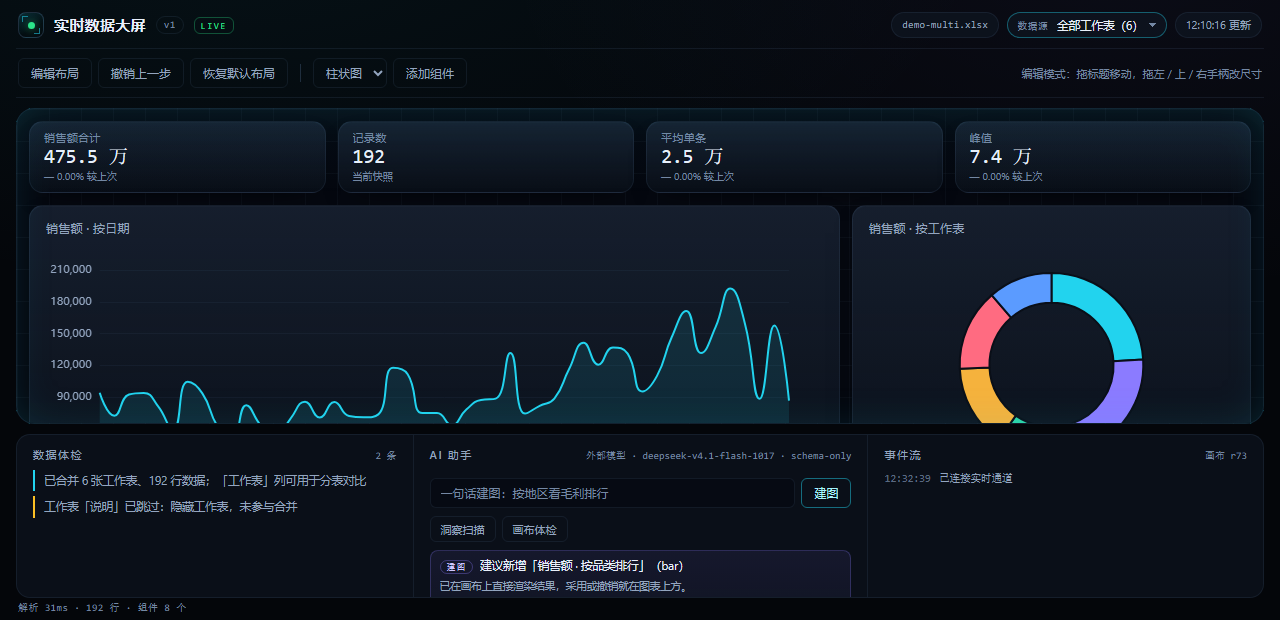 实时数据大屏 v1 LIVE demo-multi.xlsx 数据源 全部工作表 (6) 12:10:16 更新
编辑布局 撤销上一步 恢复默认布局 柱状图 添加组件 编辑模式：拖标题移动，拖左 / 上 / 右手柄改尺寸
销售额合计 记录数 平均单条 峰值
475.5 万 192 2.5 万 7.4 万
— 0.00% 较上次 当前快照 — 0.00% 较上次 — 0.00% 较上次
销售额 · 按日期 销售额 · 按工作表
210,000
180,000
150,000
120,000
90,000
数据体检 2 条
已合并 6 张工作表、192 行数据；「工作表」列可用于分表对比
工作表「说明」已跳过：隐藏工作表，未参与合并
AI 助手 外部模型 · deepseek-v4.1-flash-1017 · schema-only
一句话建图：按地区看毛利排行 建图
洞察扫描 画布体检
建图 建议新增「销售额 · 按品类排行」（bar）
已在画布上直接渲染结果，采用或撤销就在图表上方。
事件流 画布 r73
12:32:39 已连接实时通道
解析 31ms · 192 行 · 组件 8 个